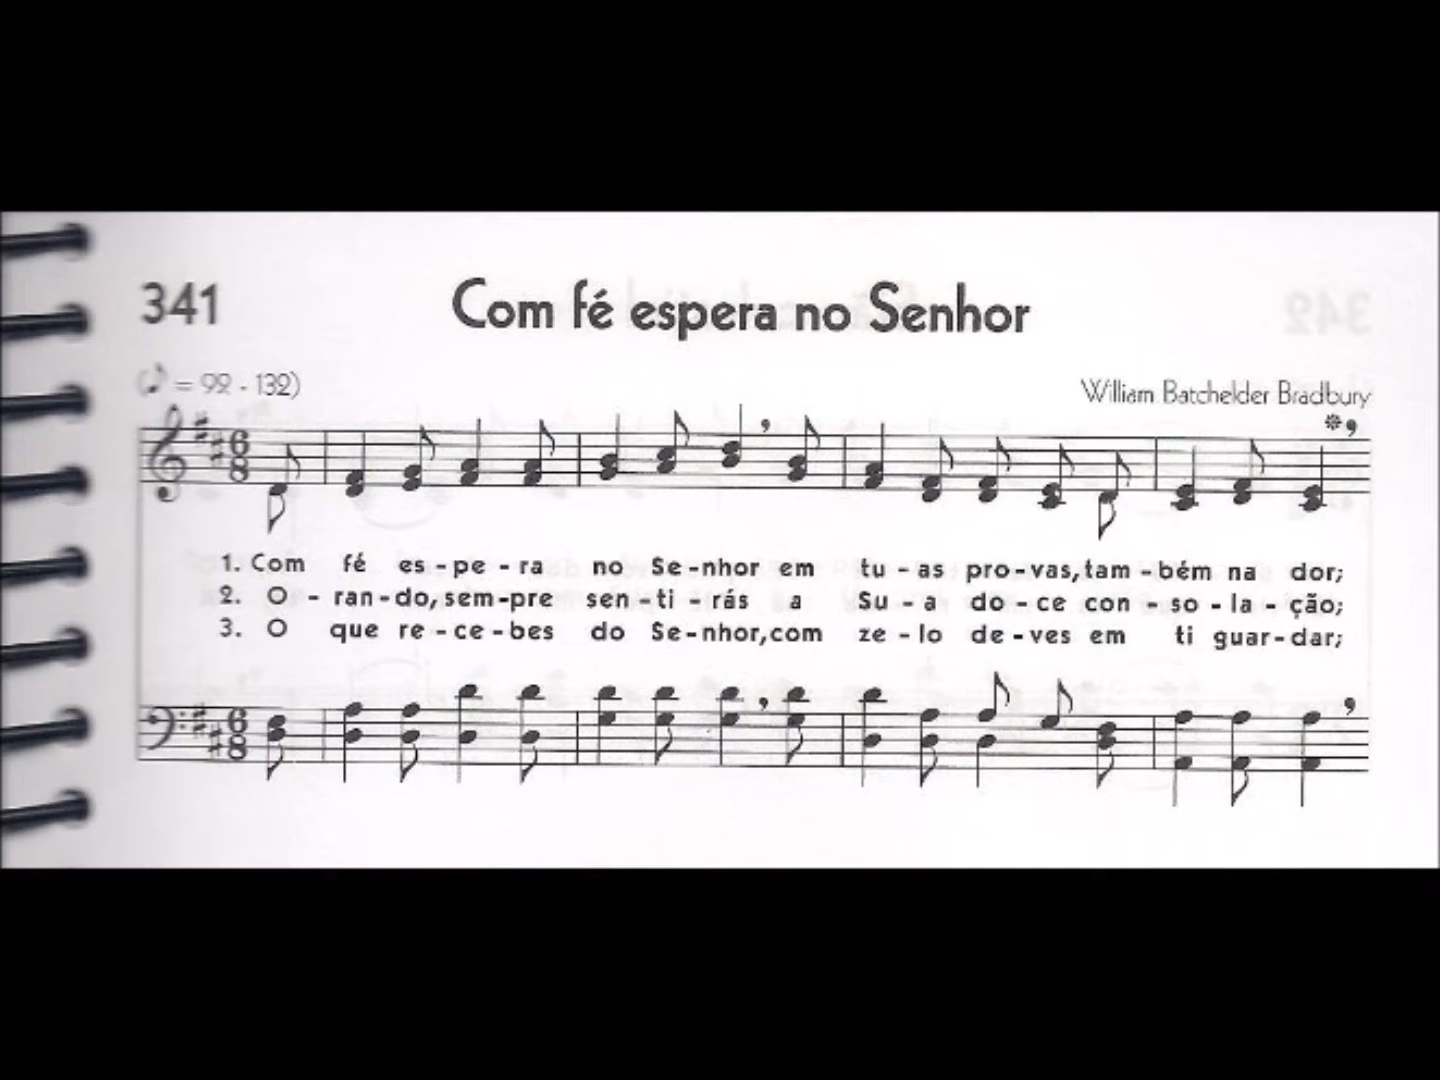 341
Com fé espera no Senhor
(♪ = 92 - 132)
William Batchelder Bradbury
1. Com fé es-pe-ra no Se-nhor em tu-as pro-vas, tam-bém na dor;
2. O-ran-do, sem-pre sen-ti-rás a Su-a do-ce con-so-la-ção;
3. O que re-ce-bes do Se-nhor, com ze-lo de-ves em ti guar-dar;